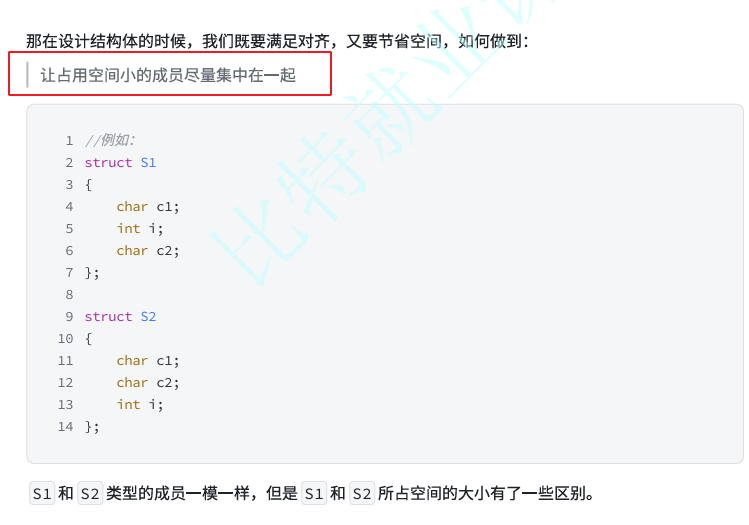 那在设计结构体的时候，我们既要满足对齐，又要节省空间，如何做到：
让占用空间小的成员尽量集中在一起
1 //例如：
2 struct S1
3 {
4     char c1;
5     int i;
6     char c2;
7 };
8
9 struct S2
10 {
11     char c1;
12     char c2;
13     int i;
14 };
S1 和 S2 类型的成员一模一样，但是 S1 和 S2 所占空间的大小有了一些区别。
比特就业课